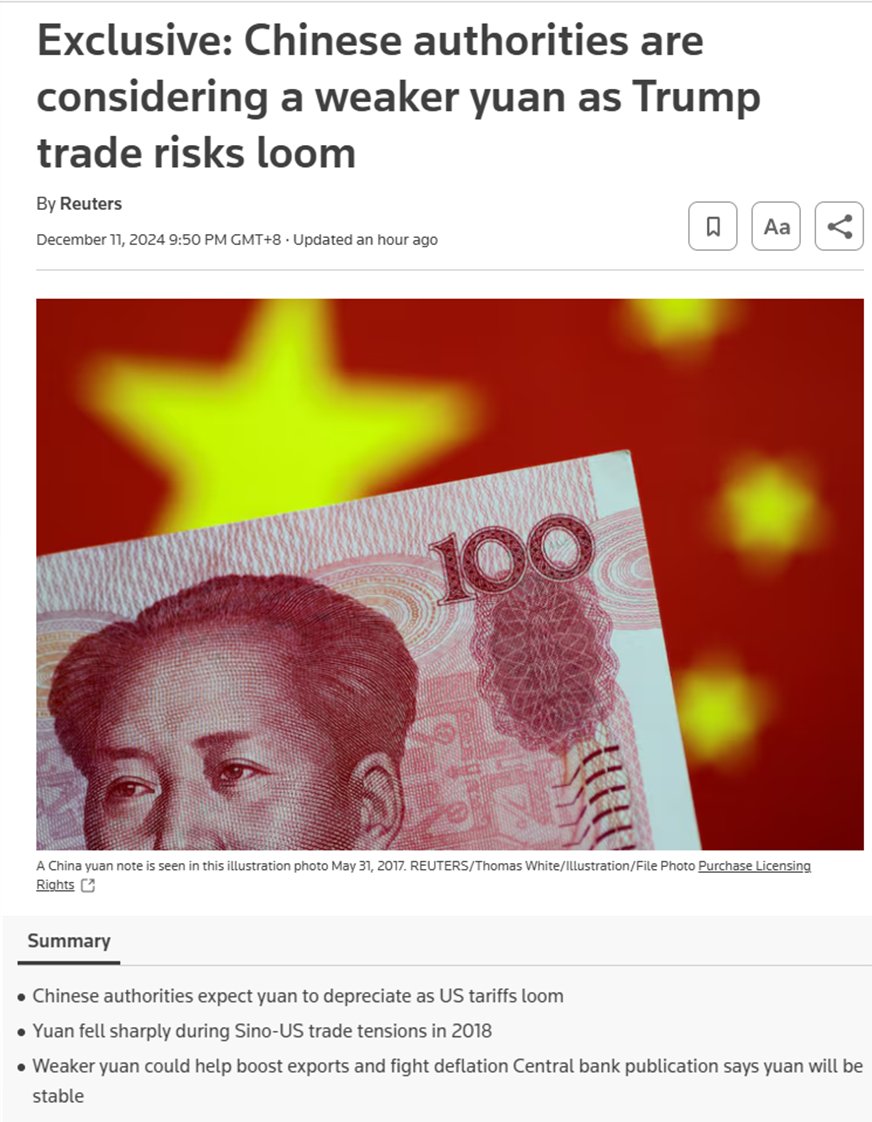 Exclusive: Chinese authorities are
considering a weaker yuan as Trump
trade risks loom
By Reuters
December 11, 2024 9:50 PM GMT+8 · Updated an hour ago
Aa
100
A China yuan note is seen in this illustration photo May 31, 2017. REUTERS/Thomas White/Illustration/File Photo Purchase Licensing
Rights
Summary
• Chinese authorities expect yuan to depreciate as US tariffs loom
• Yuan fell sharply during Sino-US trade tensions in 2018
• Weaker yuan could help boost exports and fight deflation Central bank publication says yuan will be
stable